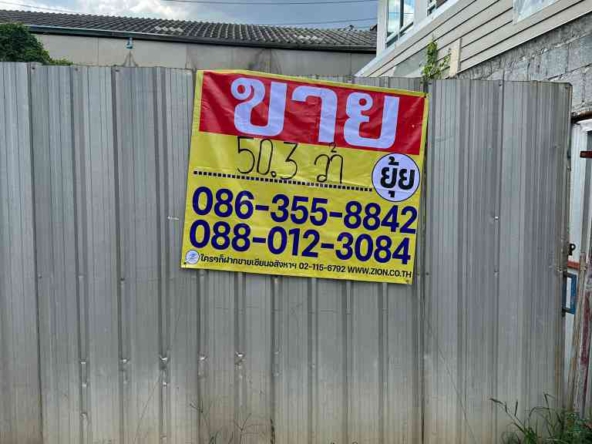 ขาย
50.3 ว๋า
ยุ้ย
086-355-8842
088-012-3084
ใครๆก็ฝากขายเซียนอสังหาฯ 02-115-6792 WWW.ZION.CO.TH